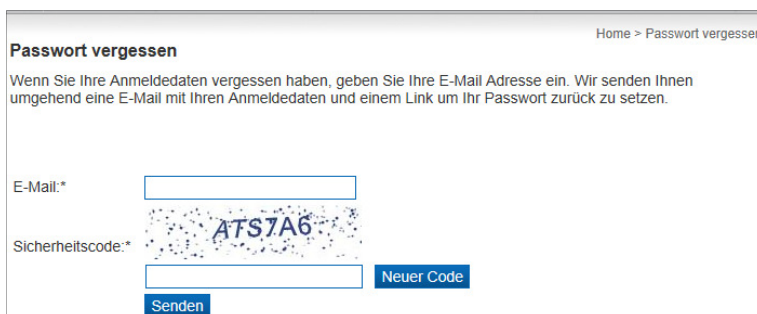 Home > Passwort vergessen
Passwort vergessen
Wenn Sie Ihre Anmeldedaten vergessen haben, geben Sie Ihre E-Mail Adresse ein. Wir senden Ihnen
umgehend eine E-Mail mit Ihren Anmeldedaten und einem Link um Ihr Passwort zurück zu setzen.
E-Mail:*
ATS7A6
Sicherheitscode:*
Neuer Code
Senden